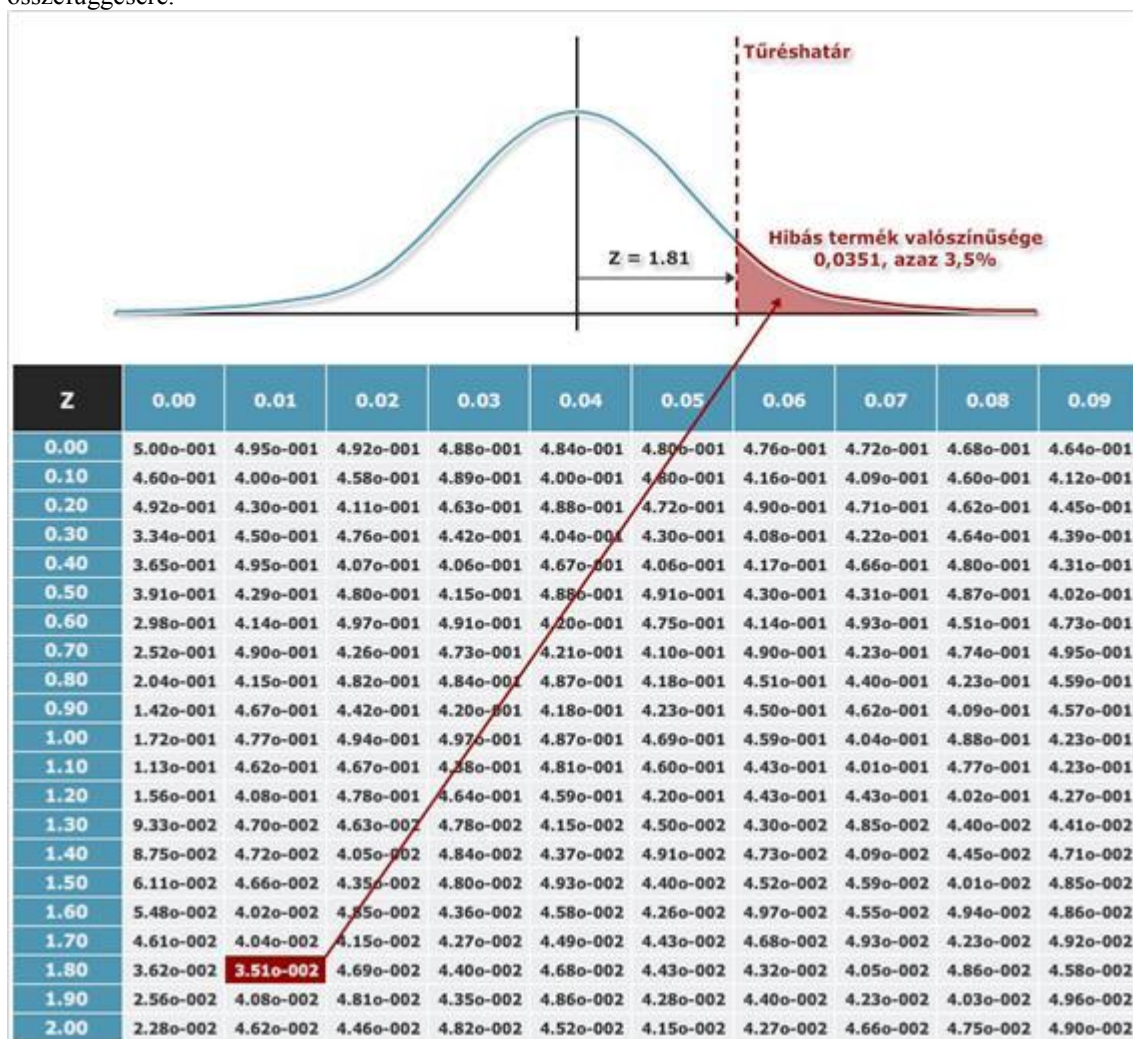 összefüggésére.
Tűréshatár
Hibás termék valószínűsége
0,0351, azaz 3,5%
Z = 1.81
Z 0.00 0.01 0.02 0.03 0.04 0.05 0.06 0.07 0.08 0.09
0.00 5.00o-001 4.95o-001 4.92o-001 4.88o-001 4.84o-001 4.80o-001 4.76o-001 4.72o-001 4.68o-001 4.64o-001
0.10 4.60o-001 4.00o-001 4.58o-001 4.89o-001 4.00o-001 4.80o-001 4.16o-001 4.09o-001 4.60o-001 4.12o-001
0.20 4.92o-001 4.30o-001 4.11o-001 4.63o-001 4.88o-001 4.72o-001 4.90o-001 4.71o-001 4.62o-001 4.45o-001
0.30 3.34o-001 4.50o-001 4.76o-001 4.42o-001 4.04o-001 4.30o-001 4.08o-001 4.22o-001 4.64o-001 4.39o-001
0.40 3.65o-001 4.95o-001 4.07o-001 4.06o-001 4.67o-001 4.06o-001 4.17o-001 4.66o-001 4.80o-001 4.31o-001
0.50 3.91o-001 4.29o-001 4.80o-001 4.15o-001 4.88o-001 4.91o-001 4.30o-001 4.31o-001 4.87o-001 4.02o-001
0.60 2.98o-001 4.14o-001 4.97o-001 4.91o-001 4.20o-001 4.75o-001 4.14o-001 4.93o-001 4.51o-001 4.73o-001
0.70 2.52o-001 4.90o-001 4.26o-001 4.73o-001 4.21o-001 4.10o-001 4.90o-001 4.23o-001 4.74o-001 4.95o-001
0.80 2.04o-001 4.15o-001 4.82o-001 4.84o-001 4.87o-001 4.18o-001 4.51o-001 4.40o-001 4.23o-001 4.59o-001
0.90 1.42o-001 4.67o-001 4.42o-001 4.20o-001 4.18o-001 4.23o-001 4.50o-001 4.62o-001 4.09o-001 4.57o-001
1.00 1.72o-001 4.77o-001 4.94o-001 4.97o-001 4.87o-001 4.69o-001 4.59o-001 4.04o-001 4.88o-001 4.23o-001
1.10 1.13o-001 4.62o-001 4.67o-001 4.38o-001 4.81o-001 4.60o-001 4.43o-001 4.01o-001 4.77o-001 4.23o-001
1.20 1.56o-001 4.08o-001 4.78o-001 4.64o-001 4.59o-001 4.20o-001 4.43o-001 4.43o-001 4.02o-001 4.27o-001
1.30 9.33o-002 4.70o-002 4.63o-002 4.78o-002 4.15o-002 4.50o-002 4.30o-002 4.85o-002 4.40o-002 4.41o-002
1.40 8.75o-002 4.72o-002 4.05o-002 4.84o-002 4.37o-002 4.91o-002 4.73o-002 4.09o-002 4.45o-002 4.71o-002
1.50 6.11o-002 4.66o-002 4.35o-002 4.80o-002 4.93o-002 4.40o-002 4.52o-002 4.59o-002 4.01o-002 4.85o-002
1.60 5.48o-002 4.02o-002 4.85o-002 4.36o-002 4.58o-002 4.26o-002 4.97o-002 4.55o-002 4.94o-002 4.86o-002
1.70 4.61o-002 4.04o-002 4.15o-002 4.27o-002 4.49o-002 4.43o-002 4.68o-002 4.93o-002 4.23o-002 4.92o-002
1.80 3.62o-002 3.51o-002 4.69o-002 4.40o-002 4.68o-002 4.43o-002 4.32o-002 4.05o-002 4.86o-002 4.58o-002
1.90 2.56o-002 4.08o-002 4.81o-002 4.35o-002 4.86o-002 4.28o-002 4.40o-002 4.23o-002 4.03o-002 4.96o-002
2.00 2.28o-002 4.62o-002 4.46o-002 4.82o-002 4.52o-002 4.15o-002 4.27o-002 4.66o-002 4.75o-002 4.90o-002